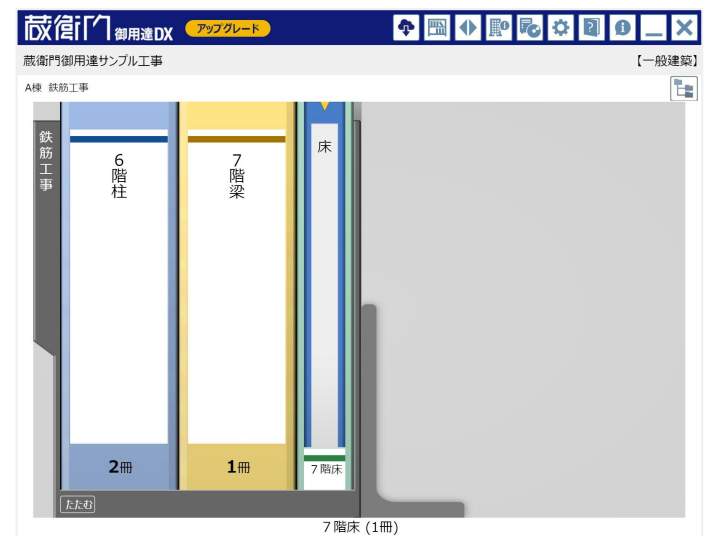 蔵衛門御用達DX アップグレード
蔵衛門御用達サンプル工事 【一般建築】
A棟 鉄筋工事
鉄筋工事
6階柱
2冊
7階梁
1冊
床
7階床
たたむ
7階床 (1冊)